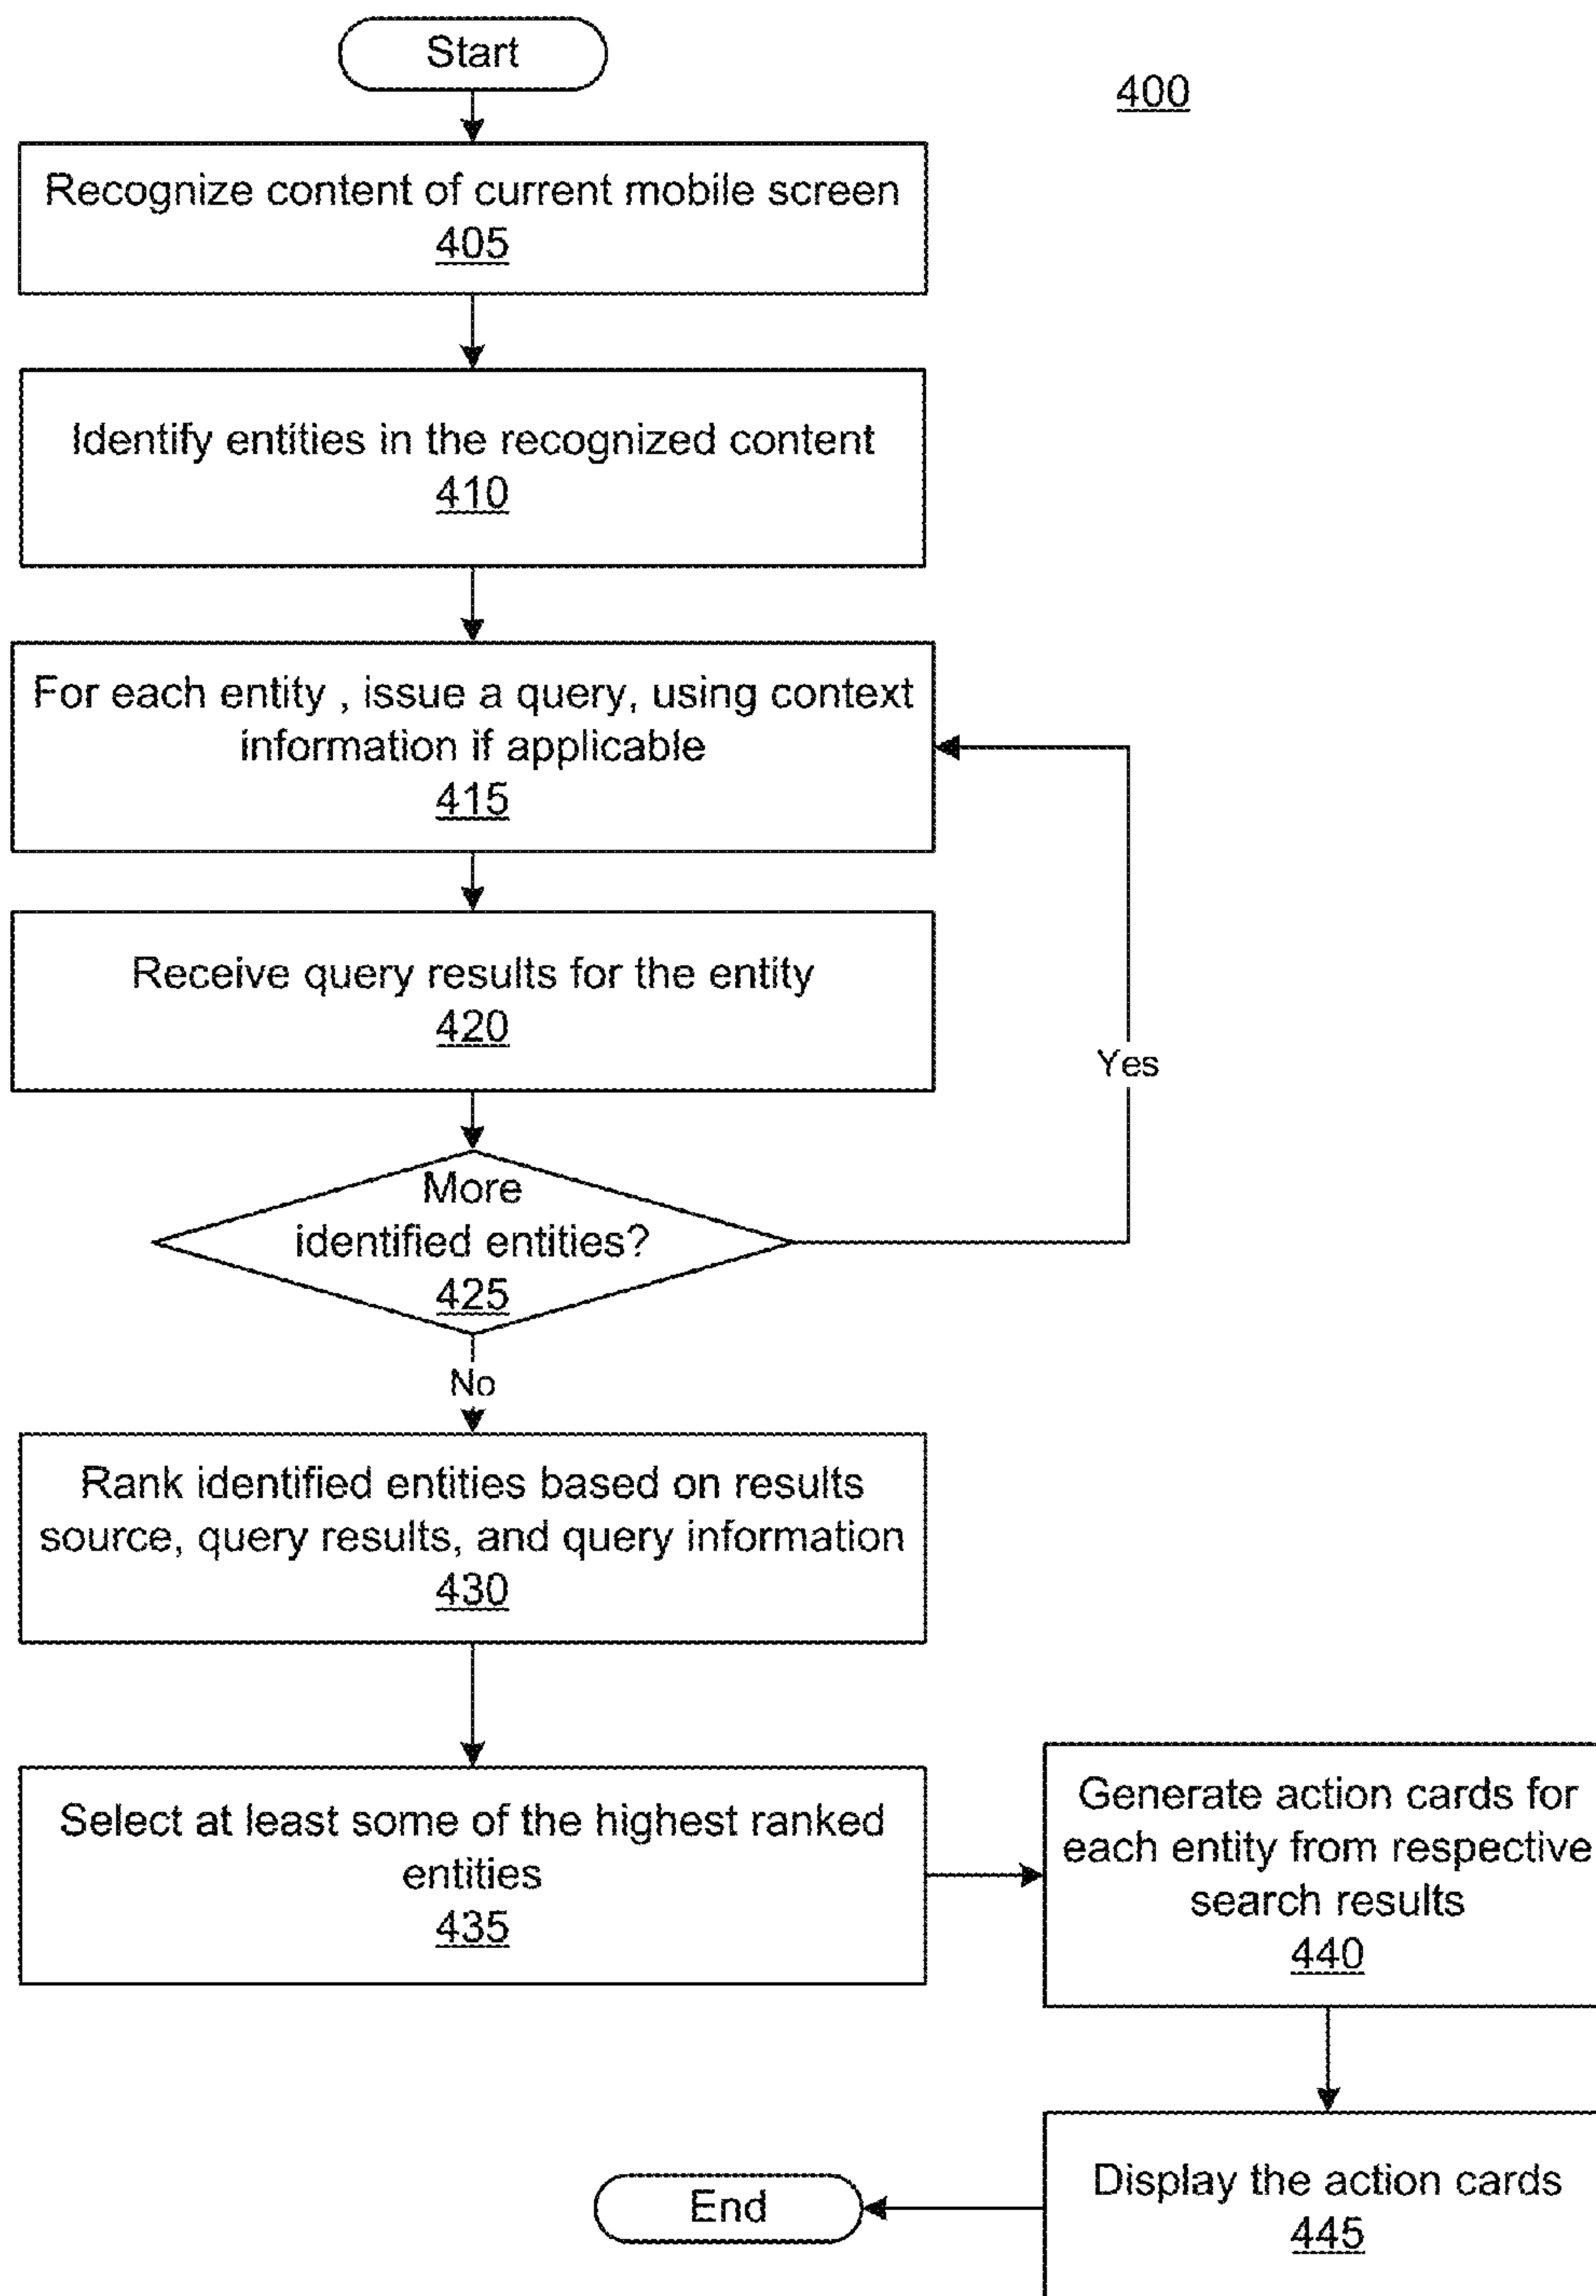 Start
400
Recognize content of current mobile screen
405
Identify entities in the recognized content
410
For each entity , issue a query, using context
information if applicable
415
Receive query results for the entity
420
Yes
More
identified entities?
425
No
Rank identified entities based on results
source, query results, and query information
430
Select at least some of the highest ranked
entities
435
Generate action cards for
each entity from respective
search results
440
Display the action cards
445
End